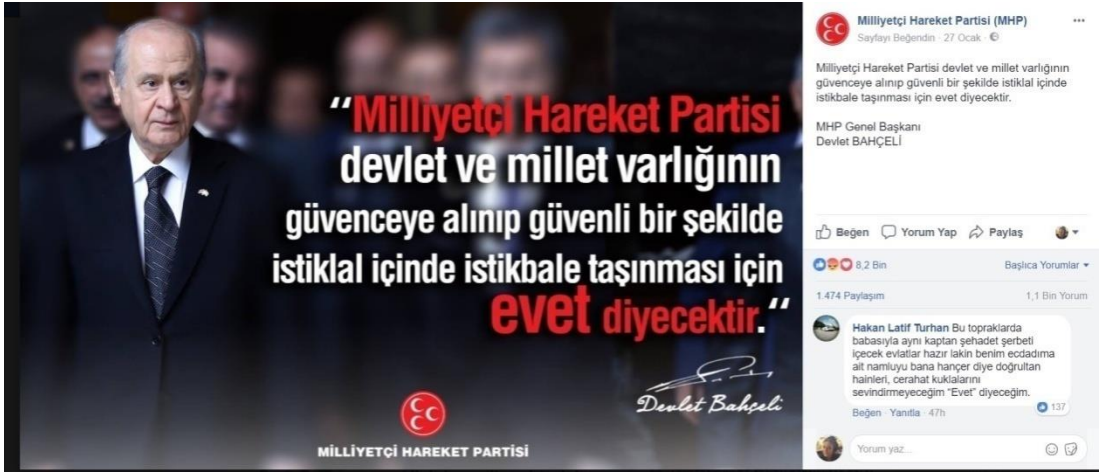 “Milliyetçi Hareket Partisi
devlet ve millet varlığının
güvenceye alınıp güvenli bir şekilde
istiklal içinde istikbale taşınması için
evet diyecektir.“
Devlet Bahçeli
MİLLİYETÇİ HAREKET PARTİSİ
Milliyetçi Hareket Partisi (MHP)
Sayfayı Beğendin · 27 Ocak ·
Milliyetçi Hareket Partisi devlet ve millet varlığının
güvenceye alınıp güvenli bir şekilde istiklal içinde
istikbale taşınması için evet diyecektir.
MHP Genel Başkanı
Devlet BAHÇELİ
Beğen Yorum Yap Paylaş
8,2 Bin Başlıca Yorumlar
1.474 Paylaşım 1,1 Bin Yorum
Hakan Latif Turhan Bu topraklarda
babasıyla aynı kaptan şehadet şerbeti
içecek evlatlar hazır lakin benim ecdadıma
ait namluyu bana hançer diye doğrultan
hainleri, cerahat kuklalarını
sevindirmeyeceğim “Evet” diyeceğim.
Beğen · Yanıtla · 47h 137
Yorum yaz...